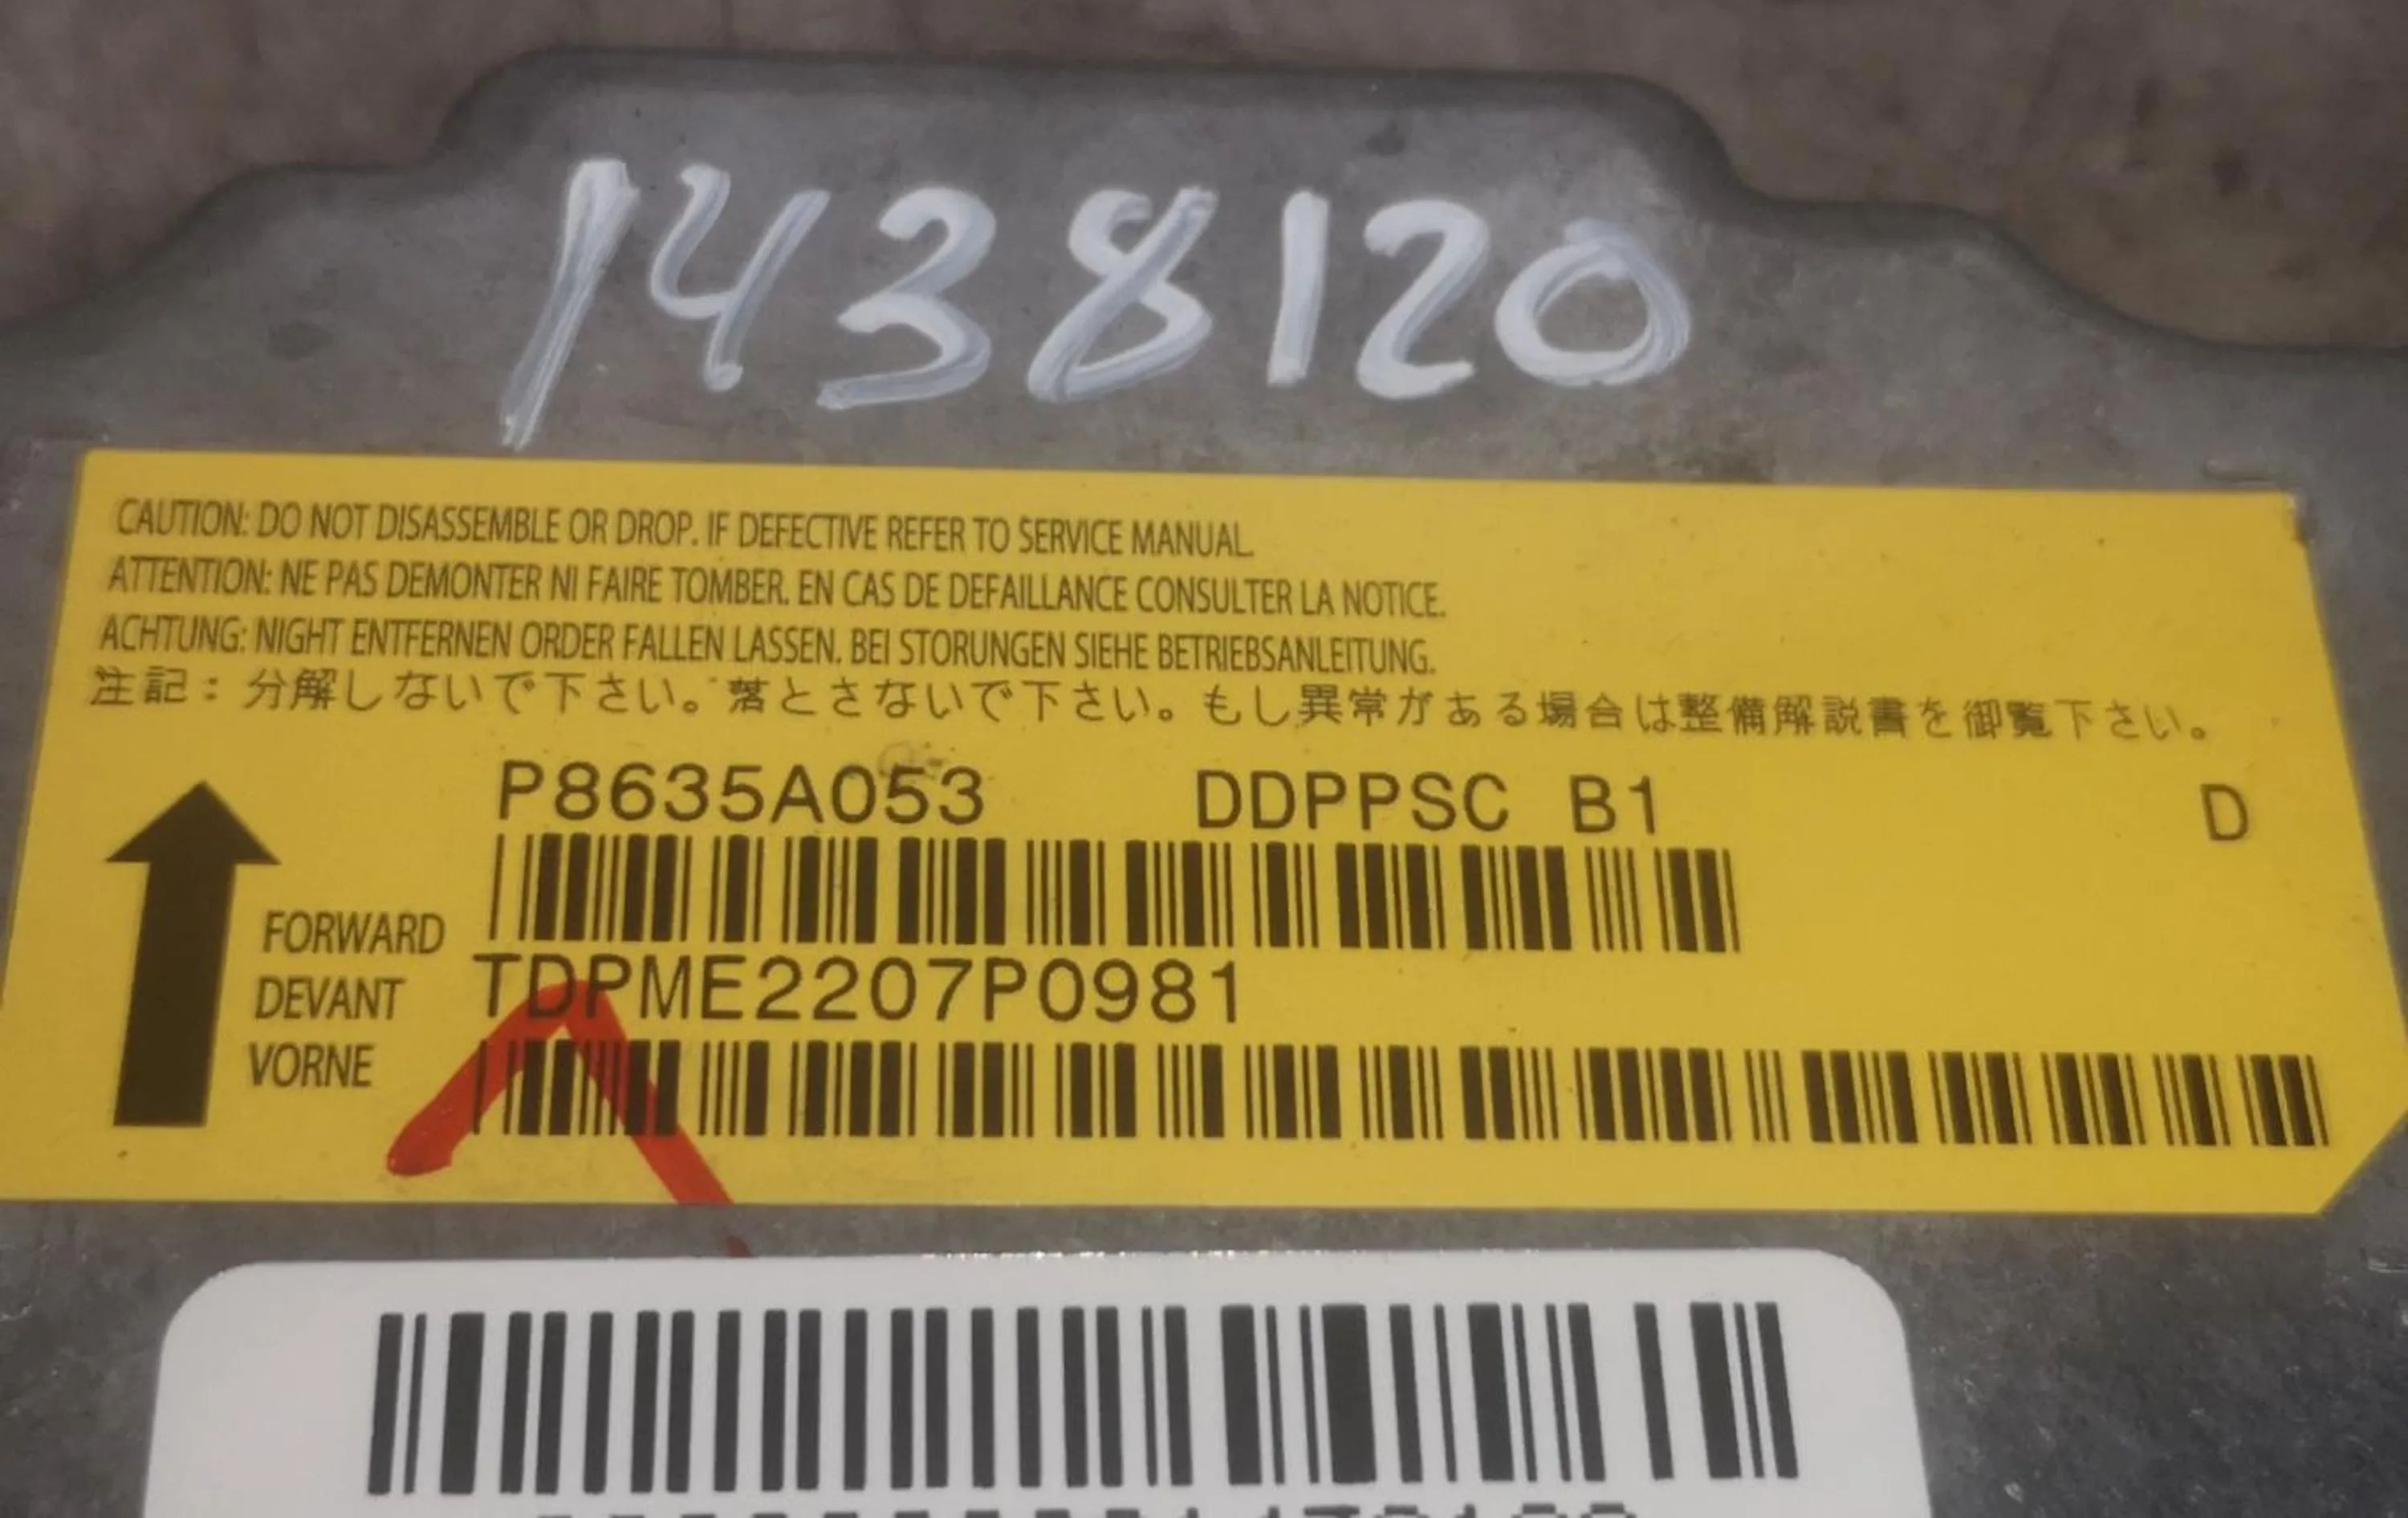 1438120
CAUTION: DO NOT DISASSEMBLE OR DROP. IF DEFECTIVE REFER TO SERVICE MANUAL.
ATTENTION: NE PAS DEMONTER NI FAIRE TOMBER. EN CAS DE DEFAILLANCE CONSULTER LA NOTICE.
ACHTUNG: NIGHT ENTFERNEN ORDER FALLEN LASSEN. BEI STORUNGEN SIEHE BETRIEBSANLEITUNG.
注記：分解しないで下さい。落とさないで下さい。もし異常がある場合は整備解説書を御覧下さい。
P8635A053 DDPPSC B1 D
FORWARD
TDPME2207P0981
DEVANT
VORNE